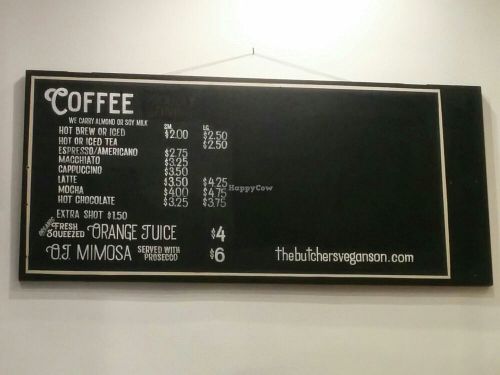 COFFEE
WE CARRY ALMOND OR SOY MILK
SM. LG.
HOT BREW OR ICED $2.00 $2.50
HOT OR ICED TEA $2.50
ESPRESSO/AMERICANO $2.75
MACCHIATO $3.25
CAPPUCCINO $3.50
LATTE $3.50 $4.25
MOCHA $4.00 $4.75
HOT CHOCOLATE $3.25 $3.75
EXTRA SHOT $1.50
ORGANIC FRESH SQUEEZED ORANGE JUICE $4
O.J. MIMOSA SERVED WITH PROSECCO $6
thebutchersveganson.com
HappyCow